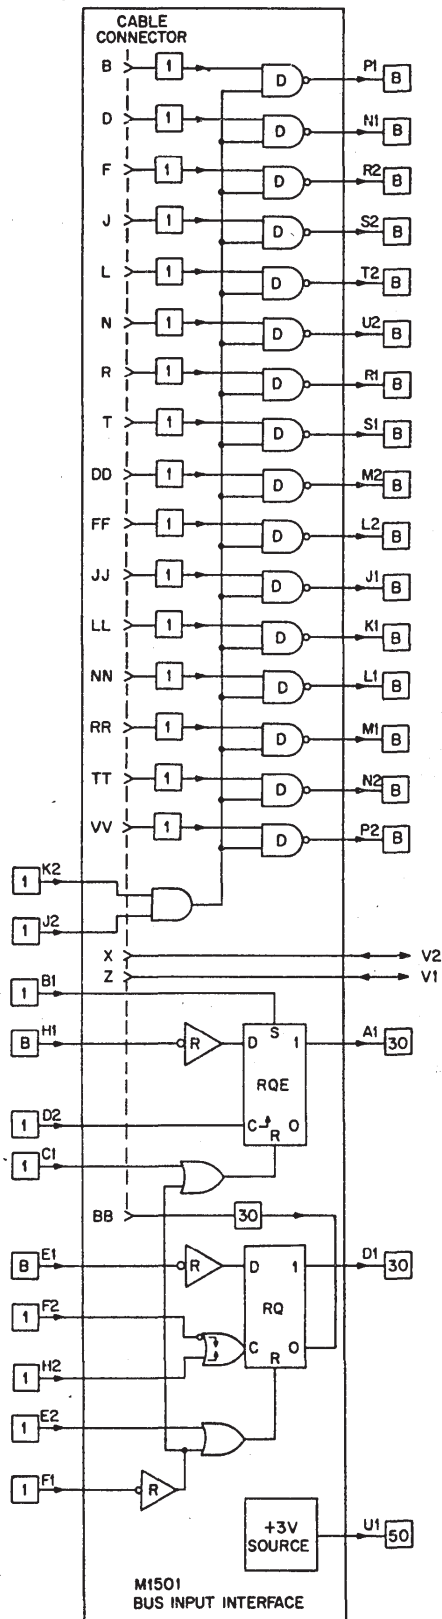 CABLE
CONNECTOR
B 1 D P1 B
D 1 D N1 B
F 1 D R2 B
J 1 D S2 B
L 1 D T2 B
N 1 D U2 B
R 1 D R1 B
T 1 D S1 B
DD 1 D M2 B
FF 1 D L2 B
JJ 1 D J1 B
LL 1 D K1 B
NN 1 D L1 B
RR 1 D M1 B
TT 1 D N2 B
VV 1 D P2 B
1 K2
1 J2
X V2
Z V1
1 B1
B H1 R D S 1 A1 30
RQE
1 D2 C R 0
1 C1
BB 30
B E1 R D 1 D1 30
1 F2 RQ
C R 0
1 H2
1 E2
1 F1 R
+3V
SOURCE
U1 50
M1501
BUS INPUT INTERFACE